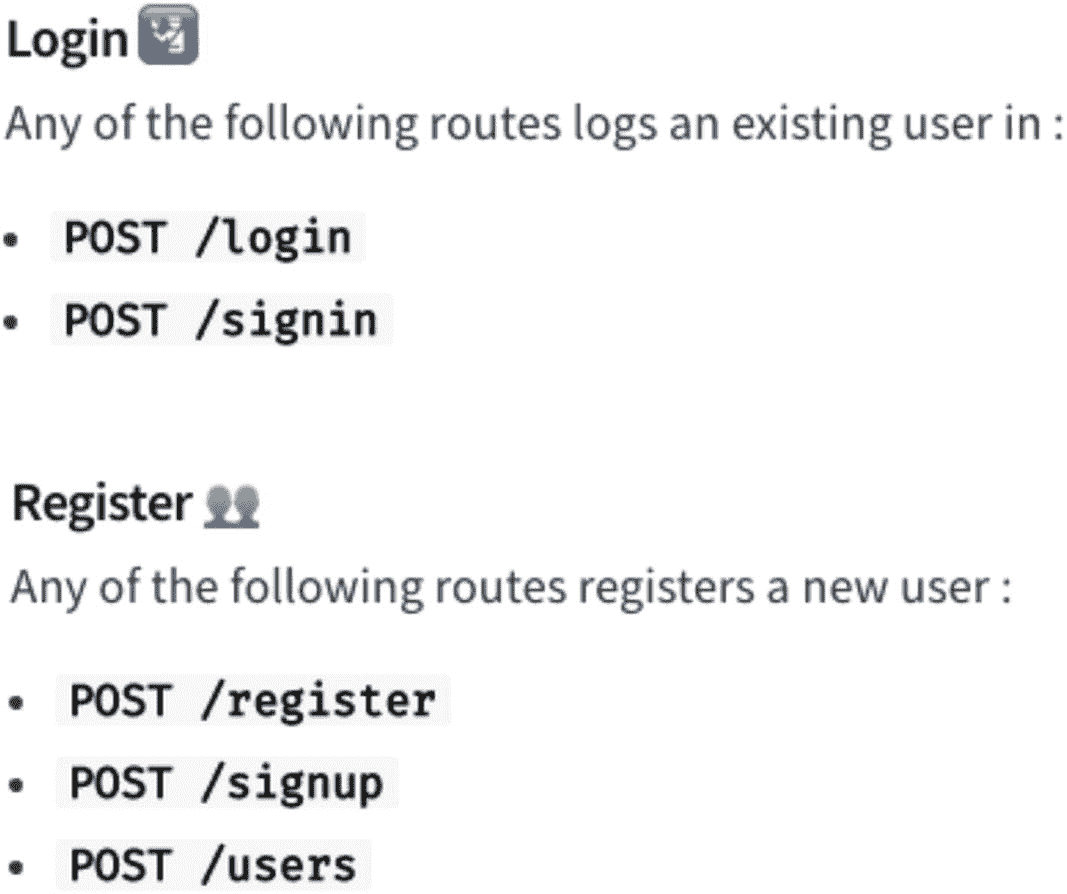 Login
Any of the following routes logs an existing user in :
• POST /login
• POST /signin
Register
Any of the following routes registers a new user :
• POST /register
• POST /signup
• POST /users